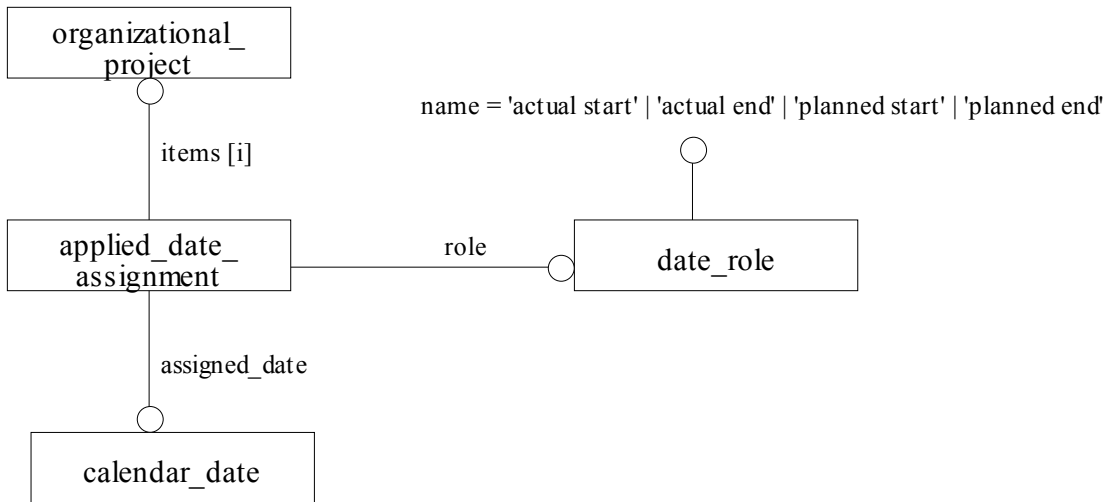 organizational_
project
name = 'actual start' | 'actual end' | 'planned start' | 'planned end'
items [i]
applied_date_
assignment
role
date_role
assigned_date
calendar_date